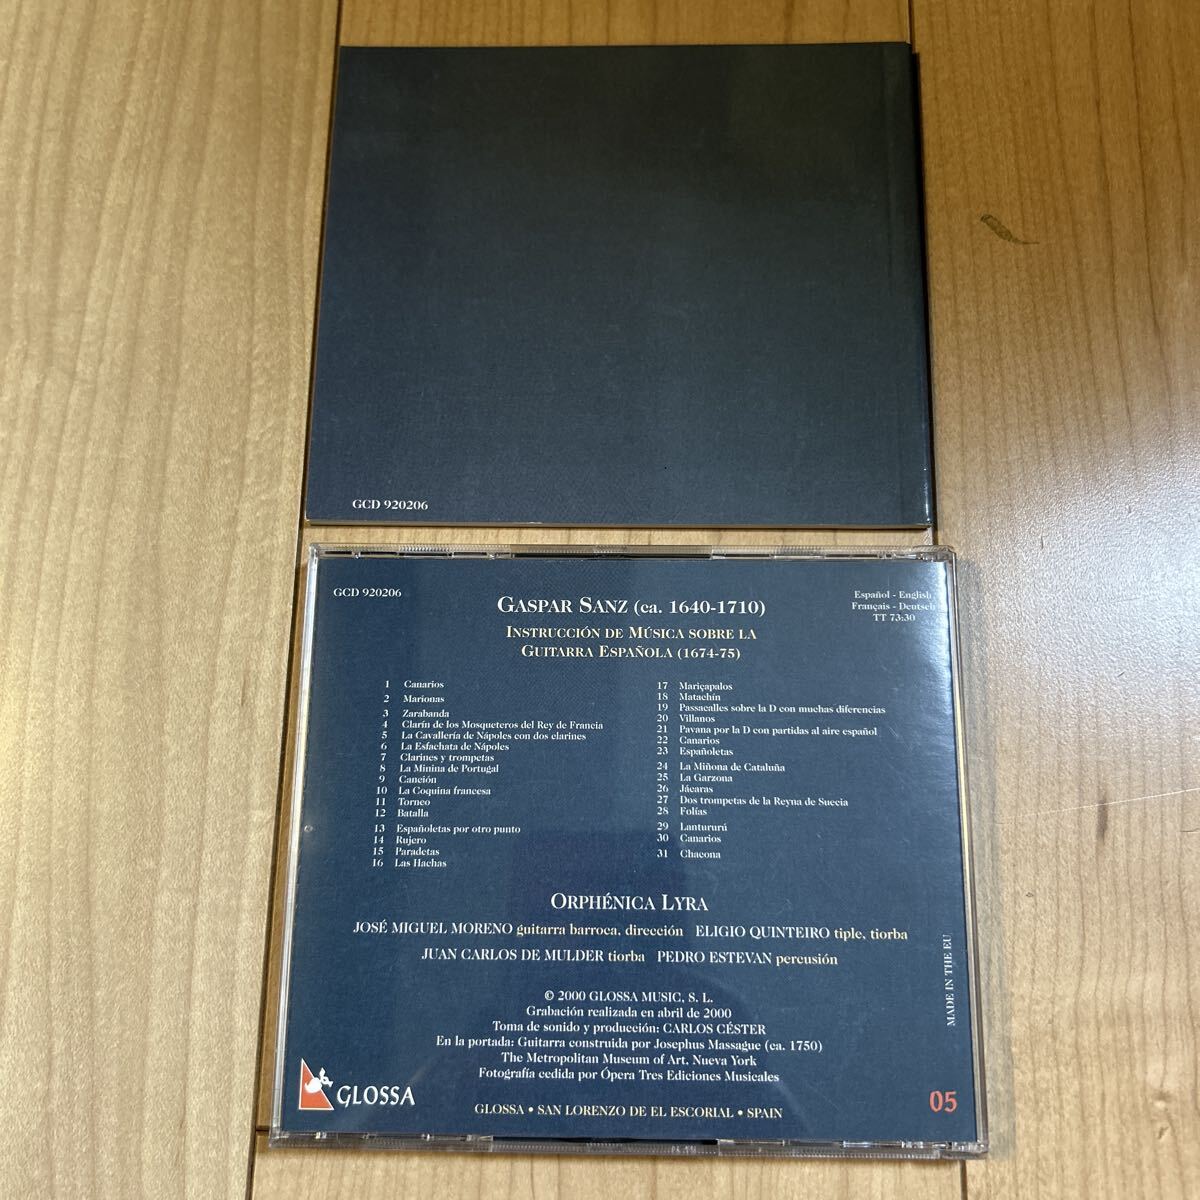 GCD 920206
GCD 920206
Español - English
Français - Deutsch
TT 73:30
GASPAR SANZ (ca. 1640-1710)
INSTRUCCIÓN DE MÚSICA SOBRE LA
GUITARRA ESPAÑOLA (1674-75)
1 Canarios
2 Marionas
3 Zarabanda
4 Clarín de los Mosqueteros del Rey de Francia
5 La Cavallería de Nápoles con dos clarines
6 La Esfachata de Nápoles
7 Clarines y trompetas
8 La Minina de Portugal
9 Canción
10 La Coquina francesa
11 Torneo
12 Batalla
13 Españoletas por otro punto
14 Rujero
15 Paradetas
16 Las Hachas
17 Mariçapalos
18 Matachín
19 Passacalles sobre la D con muchas diferencias
20 Villanos
21 Pavana por la D con partidas al aire español
22 Canarios
23 Españoletas
24 La Miñona de Cataluña
25 La Garzona
26 Jácaras
27 Dos trompetas de la Reyna de Suecia
28 Folías
29 Lantururú
30 Canarios
31 Chacona
ORPHÉNICA LYRA
JOSÉ MIGUEL MORENO guitarra barroca, dirección ELIGIO QUINTEIRO tiple, tiorba
JUAN CARLOS DE MULDER tiorba PEDRO ESTEVAN percusión
© 2000 GLOSSA MUSIC, S. L.
Grabación realizada en abril de 2000
Toma de sonido y producción: CARLOS CÉSTER
En la portada: Guitarra construida por Josephus Massague (ca. 1750)
The Metropolitan Museum of Art. Nueva York
Fotografía cedida por Ópera Tres Ediciones Musicales
GLOSSA • SAN LORENZO DE EL ESCORIAL • SPAIN
GLOSSA
05
MADE IN THE EU